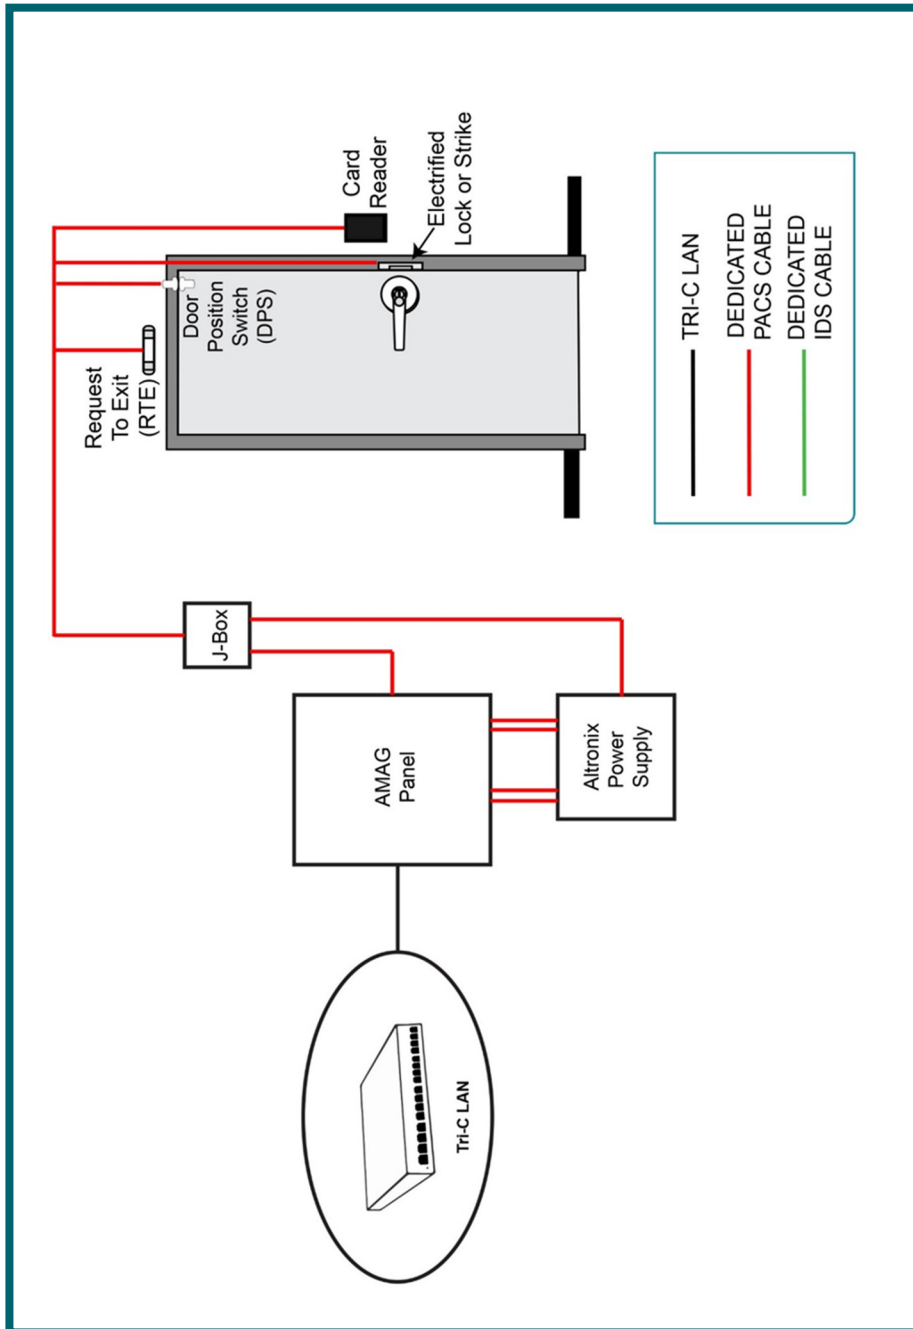 Tri-C LAN
AMAG
Panel
Altronix
Power
Supply
J-Box
Request
To Exit
(RTE)
Door
Position
Switch
(DPS)
Card
Reader
Electrified
Lock or Strike
TRI-C LAN
DEDICATED
PACS CABLE
DEDICATED
IDS CABLE